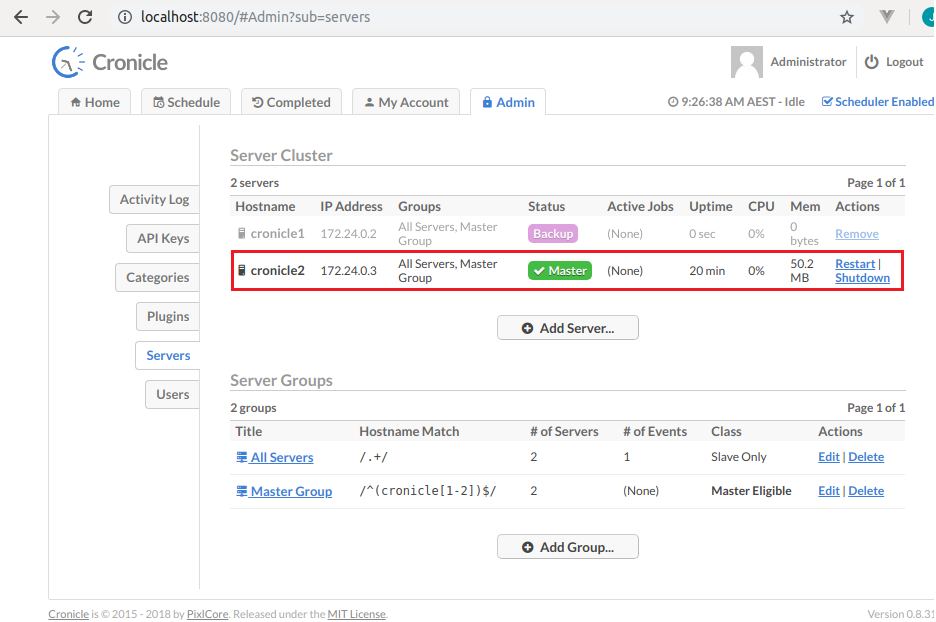 localhost:8080/#Admin?sub=servers
Cronicle
Administrator
Logout
Home Schedule Completed My Account Admin 9:26:38 AM AEST - Idle Scheduler Enabled
Activity Log
API Keys
Categories
Plugins
Servers
Users
Server Cluster
2 servers Page 1 of 1
Hostname IP Address Groups Status Active Jobs Uptime CPU Mem Actions
cronicle1 172.24.0.2 All Servers, Master Group Backup (None) 0 sec 0% 0 bytes Remove
cronicle2 172.24.0.3 All Servers, Master Group Master (None) 20 min 0% 50.2 MB Restart | Shutdown
Add Server...
Server Groups
2 groups Page 1 of 1
Title Hostname Match # of Servers # of Events Class Actions
All Servers /.+/ 2 1 Slave Only Edit | Delete
Master Group /^(cronicle[1-2])$/ 2 (None) Master Eligible Edit | Delete
Add Group...
Cronicle is © 2015 - 2018 by PixlCore. Released under the MIT License. Version 0.8.31